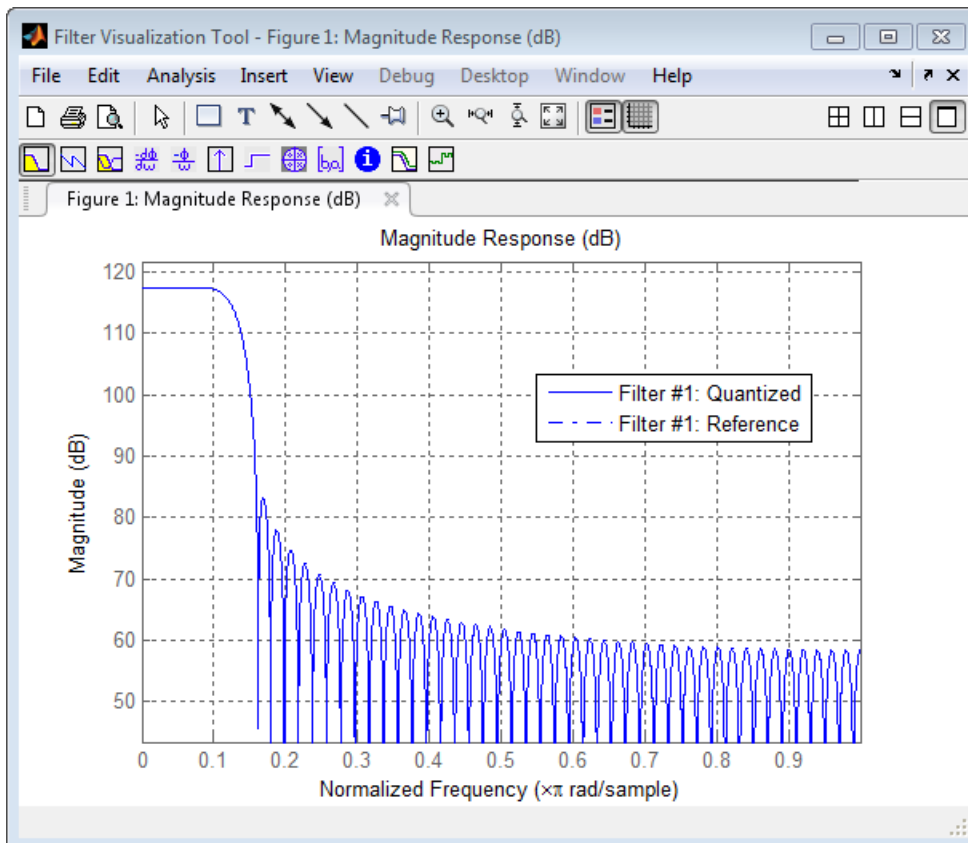 Filter Visualization Tool - Figure 1: Magnitude Response (dB)
File Edit Analysis Insert View Debug Desktop Window Help
Figure 1: Magnitude Response (dB)
Magnitude Response (dB)
120
110
100
90
80
70
60
50
Magnitude (dB)
Filter #1: Quantized
Filter #1: Reference
0 0.1 0.2 0.3 0.4 0.5 0.6 0.7 0.8 0.9
Normalized Frequency (×π rad/sample)